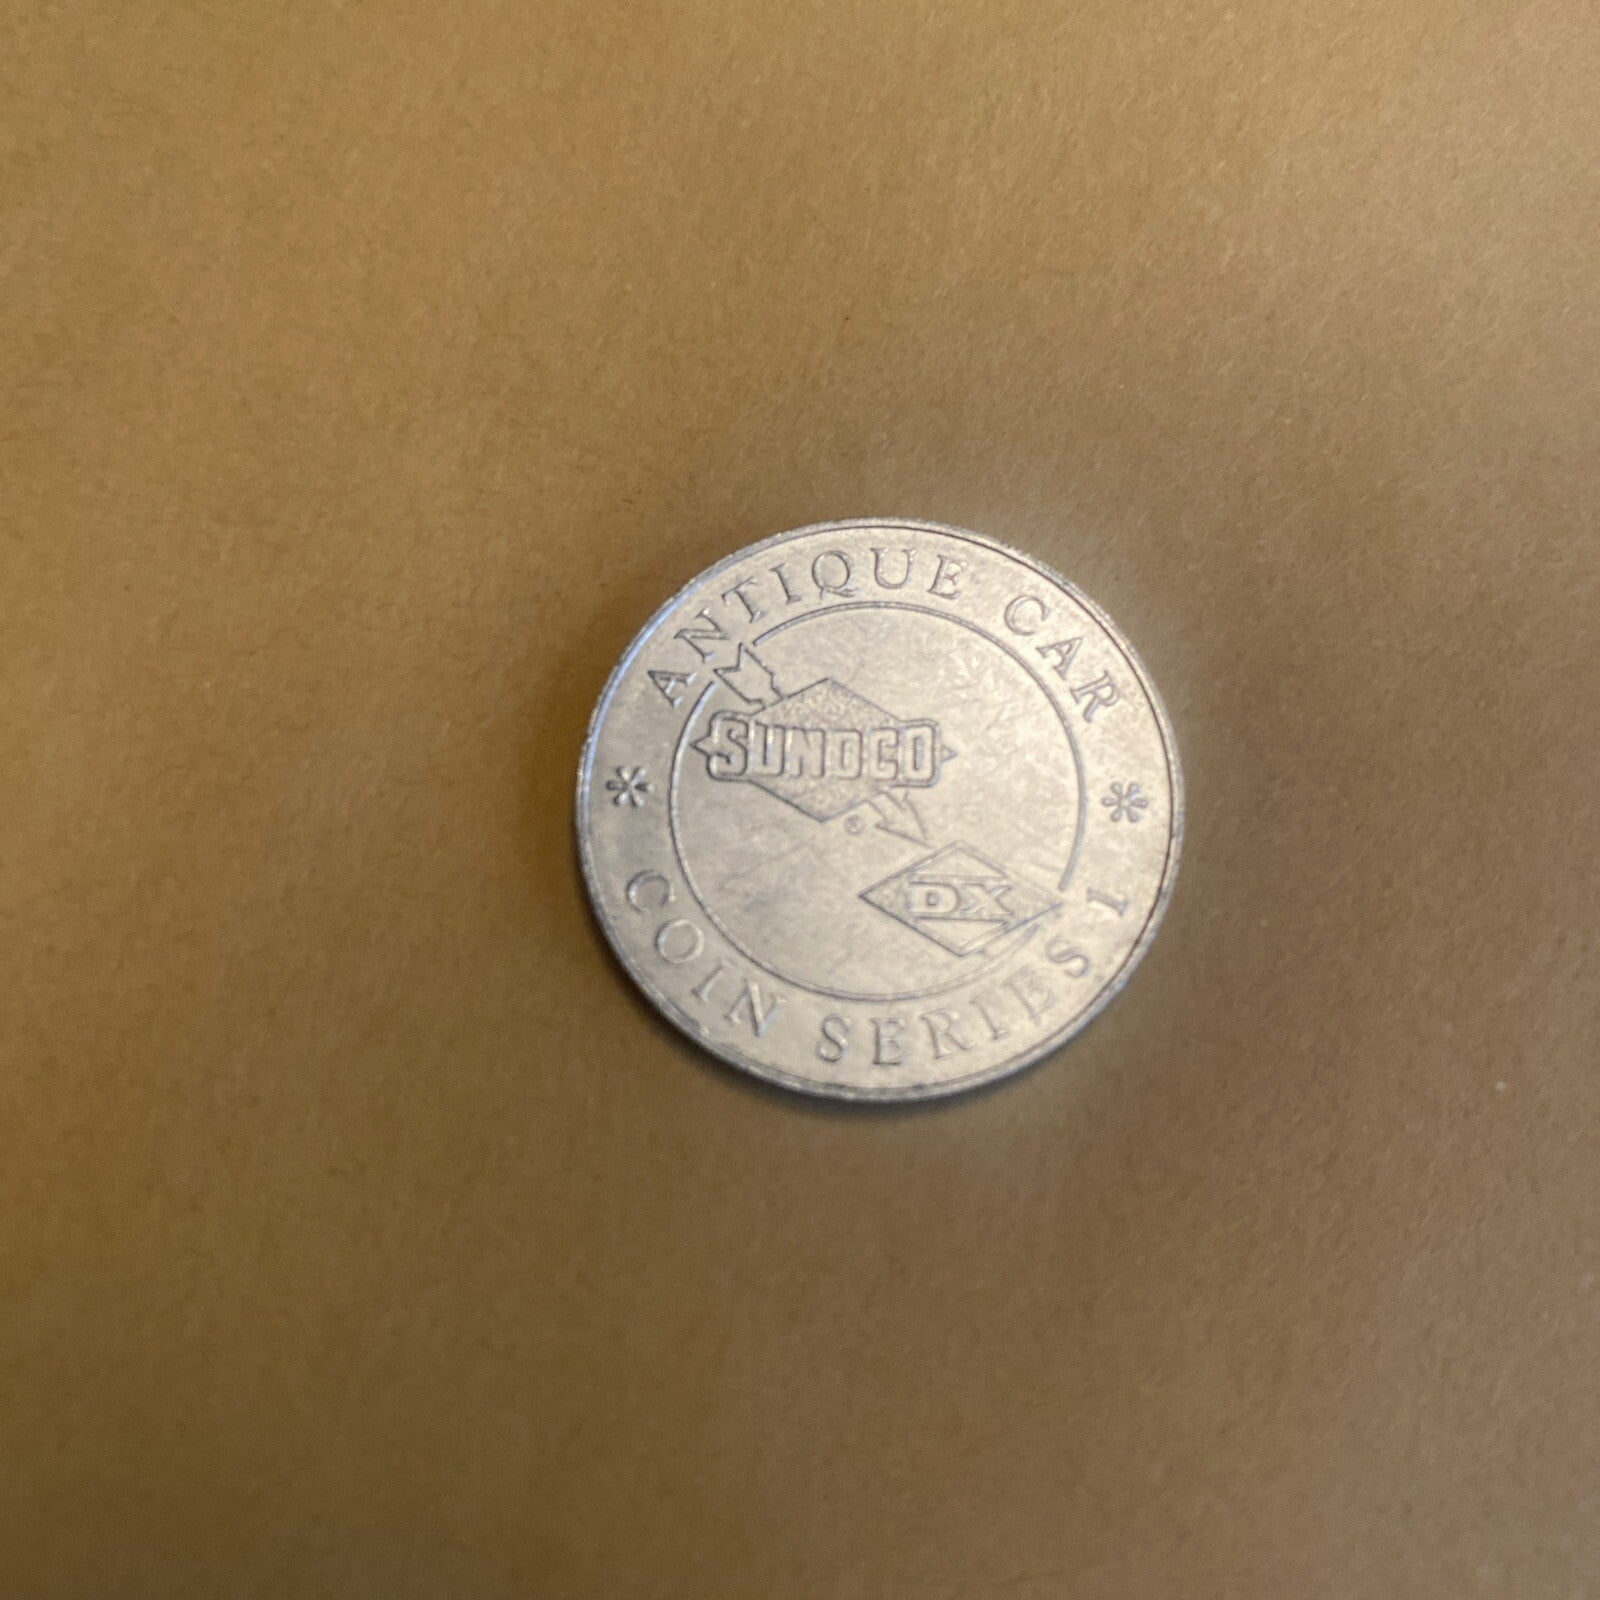 ANTIQUE CAR
SUNOCO
®
DX
COIN SERIES 1